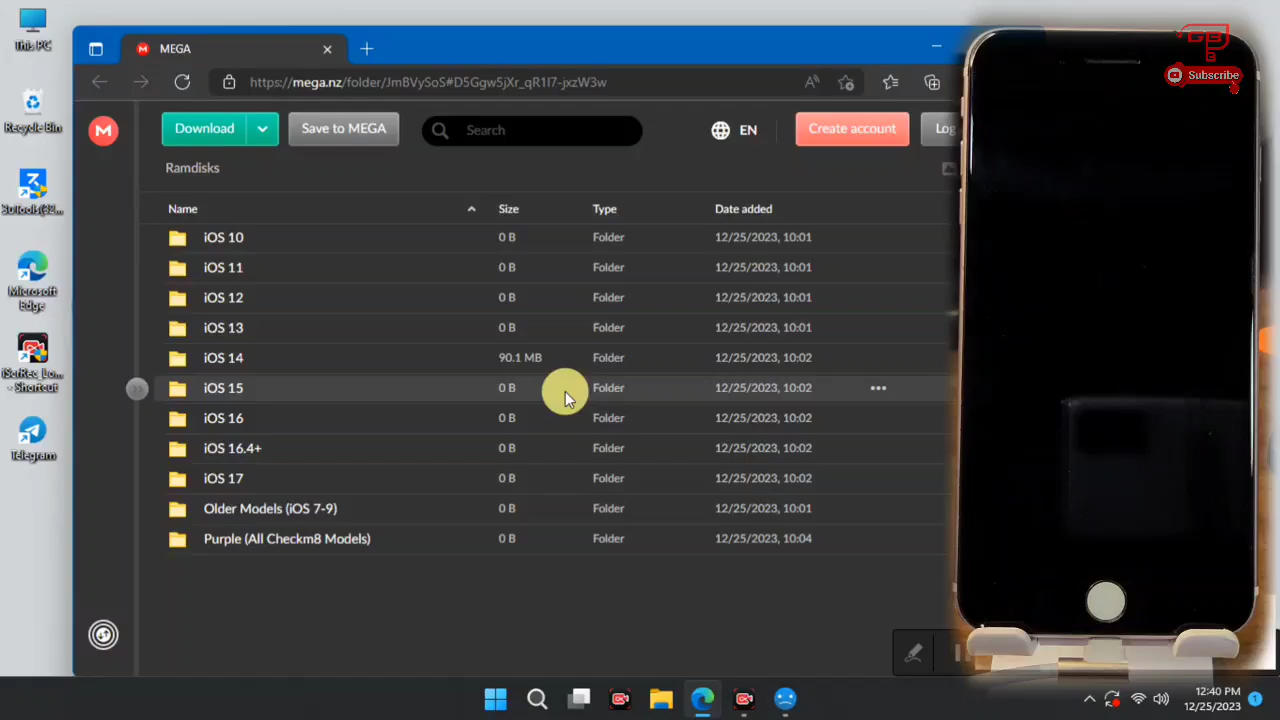 This PC
Recycle Bin
3uTools(32...
Microsoft
Edge
iScrRec_Lo...
- Shortcut
Telegram
MEGA
https://mega.nz/folder/JmBVySoS#D5Ggw5jXr_qR1I7-jxzW3w
Download
Save to MEGA
Search
EN
Create account
Log
Ramdisks
Name Size Type Date added
iOS 10 0 B Folder 12/25/2023, 10:01
iOS 11 0 B Folder 12/25/2023, 10:01
iOS 12 0 B Folder 12/25/2023, 10:01
iOS 13 0 B Folder 12/25/2023, 10:01
iOS 14 90.1 MB Folder 12/25/2023, 10:02
iOS 15 0 B Folder 12/25/2023, 10:02
iOS 16 0 B Folder 12/25/2023, 10:02
iOS 16.4+ 0 B Folder 12/25/2023, 10:02
iOS 17 0 B Folder 12/25/2023, 10:02
Older Models (iOS 7-9) 0 B Folder 12/25/2023, 10:01
Purple (All Checkm8 Models) 0 B Folder 12/25/2023, 10:04
Subscribe
12:40 PM
12/25/2023
1